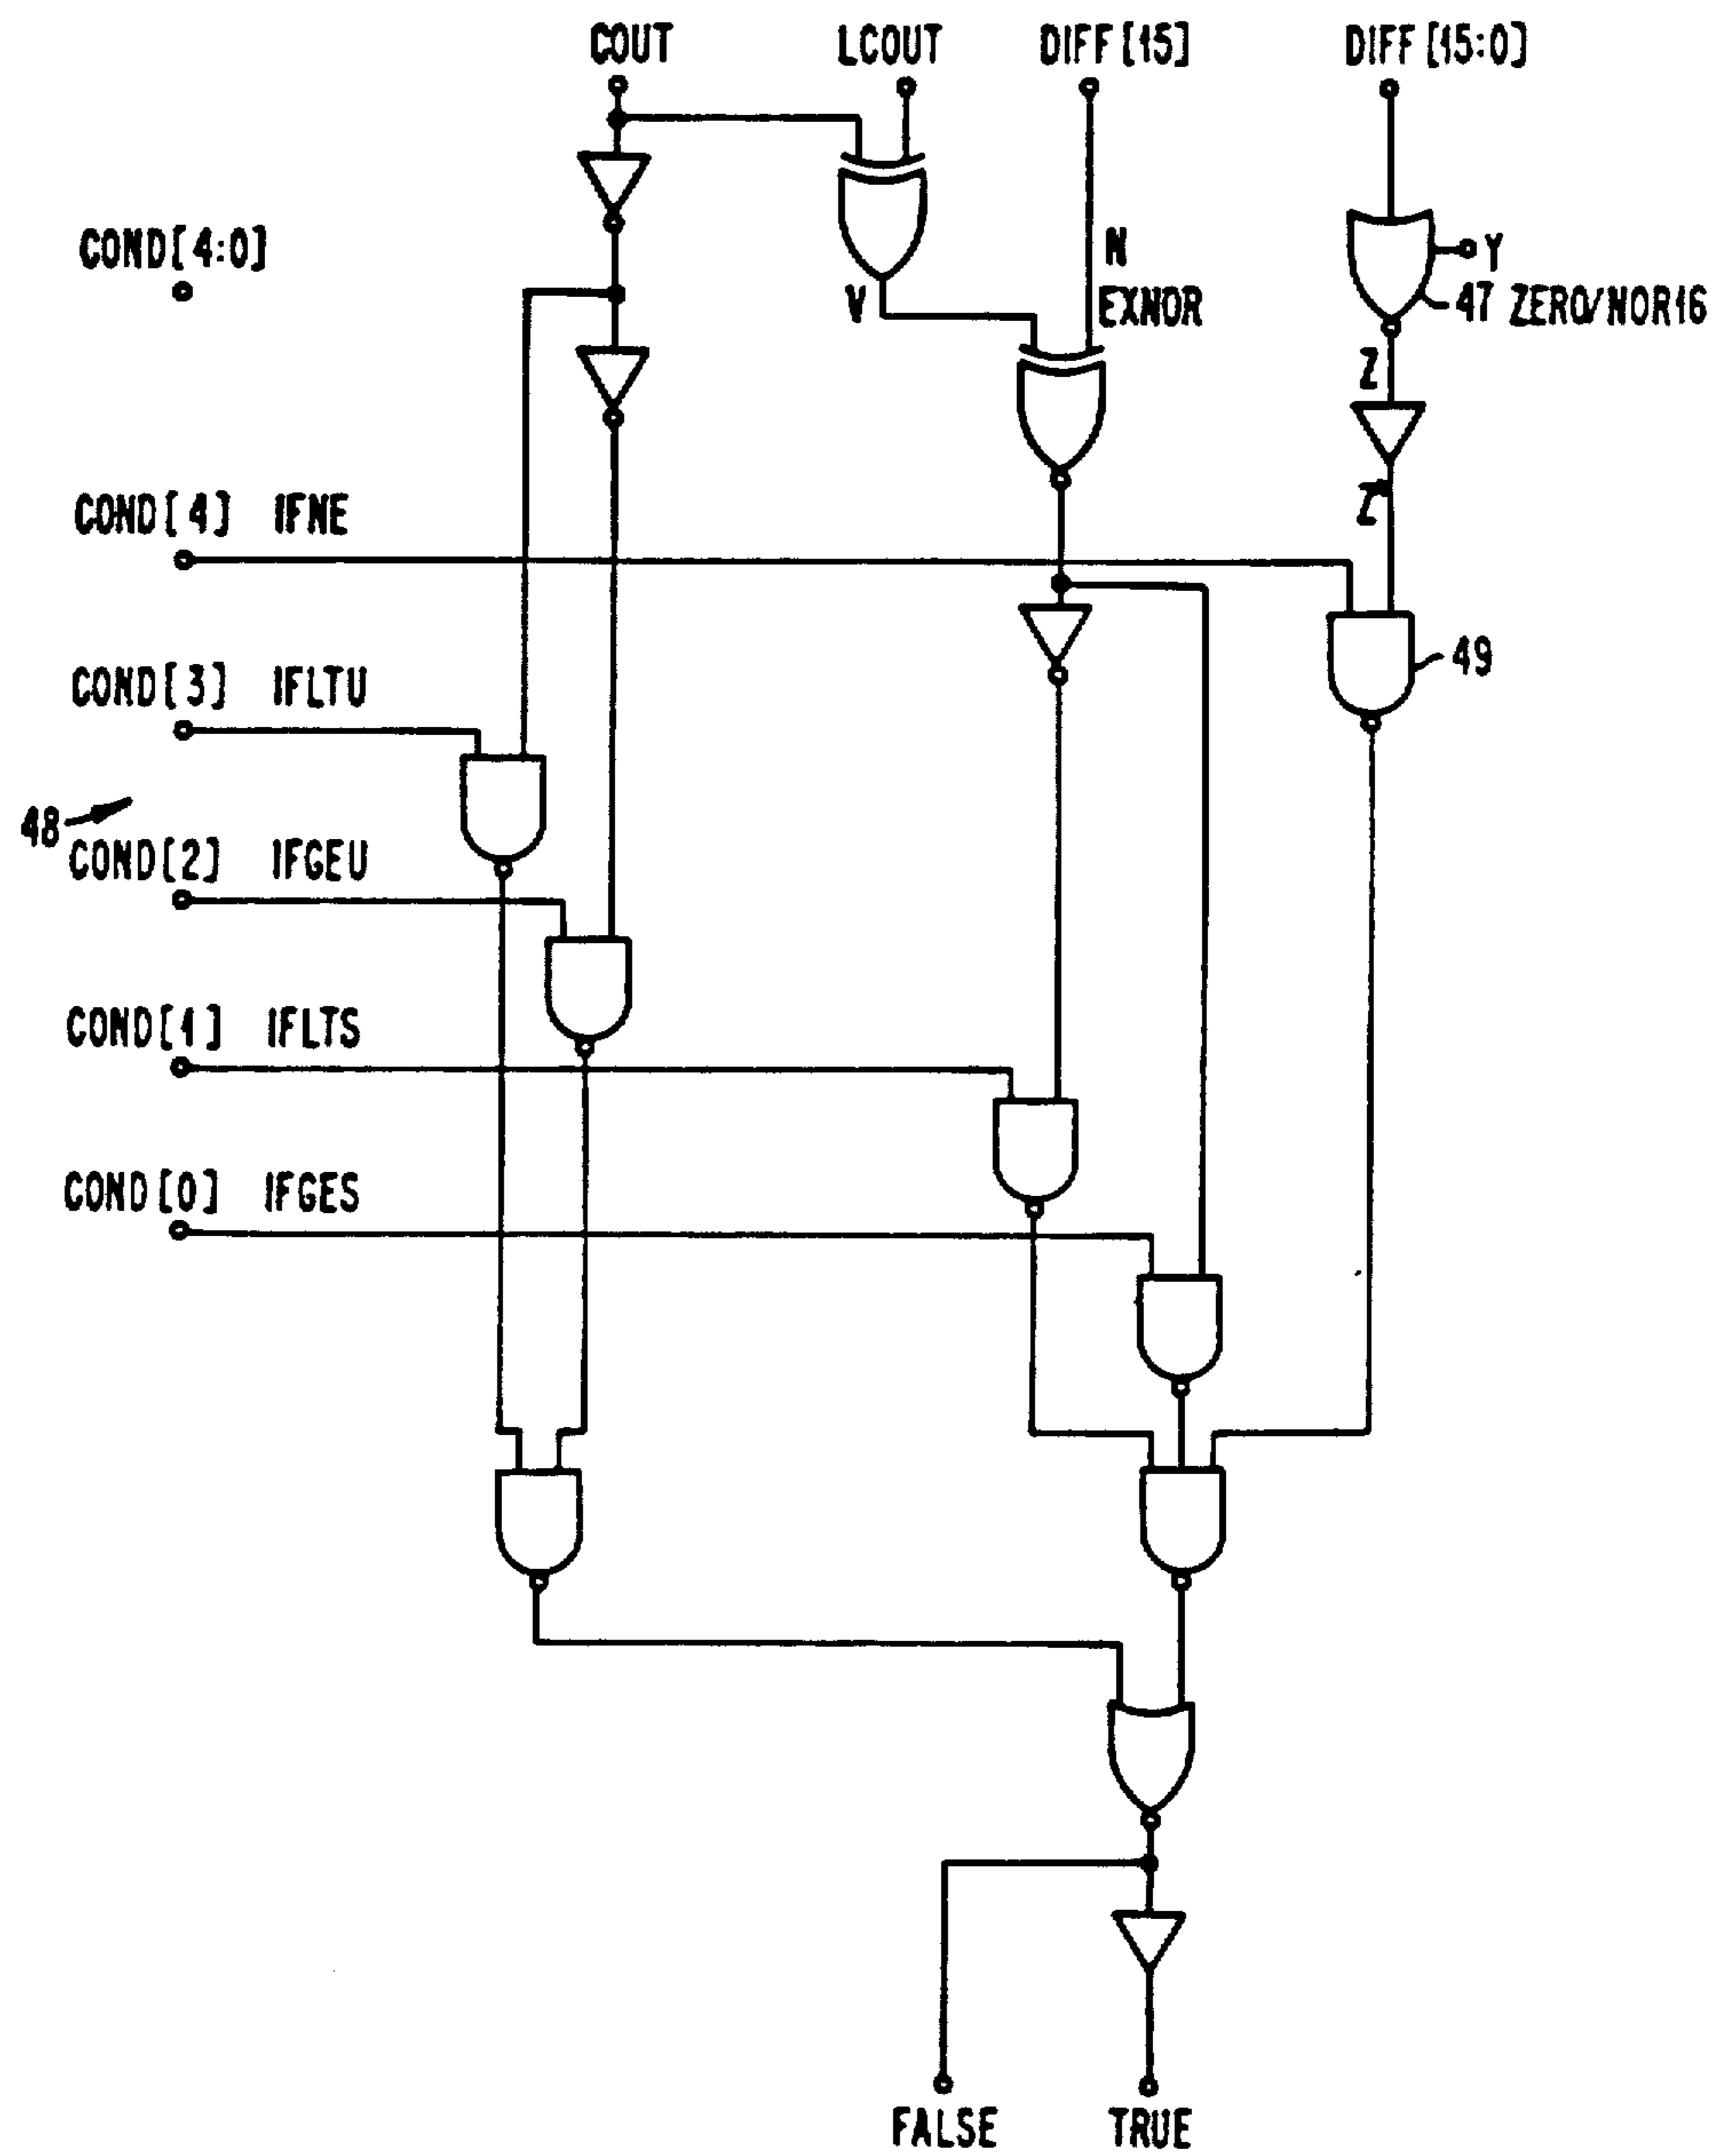 COUT LCOUT DIFF[15] DIFF[15:0]
COND[4:0]
N
Y
V
EXNOR
47 ZERO/NOR16
Z
Z
COND[4] IFNE
49
COND[3] IFLTU
48
COND[2] IFGEU
COND[1] IFLTS
COND[0] IFGES
FALSE TRUE